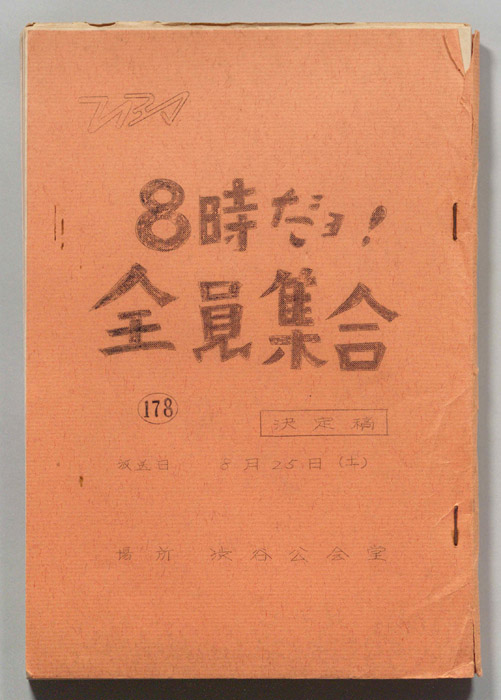 TBS
8時だョ!
全員集合
178
決定稿
放送日 8月25日(土)
場所 渋谷公会堂